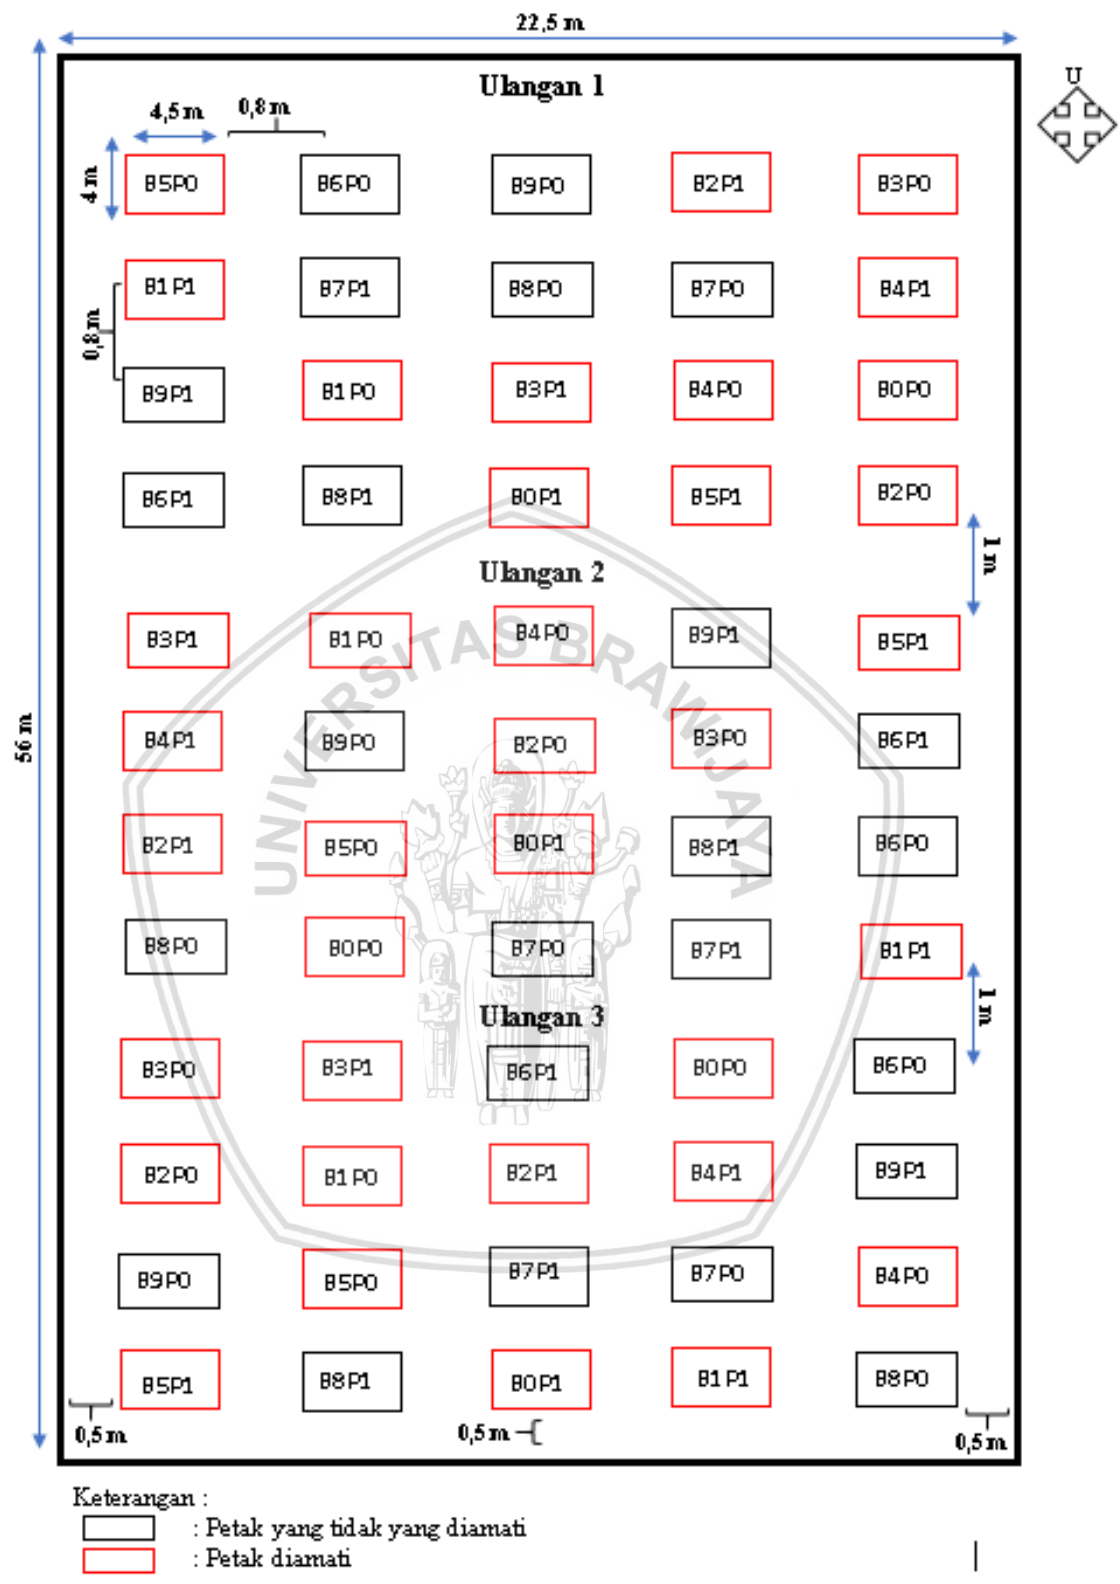 22,5 m
Ulangan 1
U
4,5 m 0,8 m
4 m
B5P0 B6P0 B9P0 B2P1 B3P0
B1P1 B7P1 B8P0 B7P0 B4P1
0,8 m
B9P1 B1P0 B3P1 B4P0 B0P0
B6P1 B8P1 B0P1 B5P1 B2P0
1 m
Ulangan 2
UNIVERSITAS BRAWIJAYA
B3P1 B1P0 B4P0 B9P1 B5P1
56 m
B4P1 B9P0 B2P0 B3P0 B6P1
B2P1 B5P0 B0P1 B8P1 B6P0
B8P0 B0P0 B7P0 B7P1 B1P1
1 m
Ulangan 3
B3P0 B3P1 B6P1 B0P0 B6P0
B2P0 B1P0 B2P1 B4P1 B9P1
B9P0 B5P0 B7P1 B7P0 B4P0
B5P1 B8P1 B0P1 B1P1 B8P0
0,5 m 0,5 m 0,5 m
Keterangan :
: Petak yang tidak yang diamati
: Petak diamati